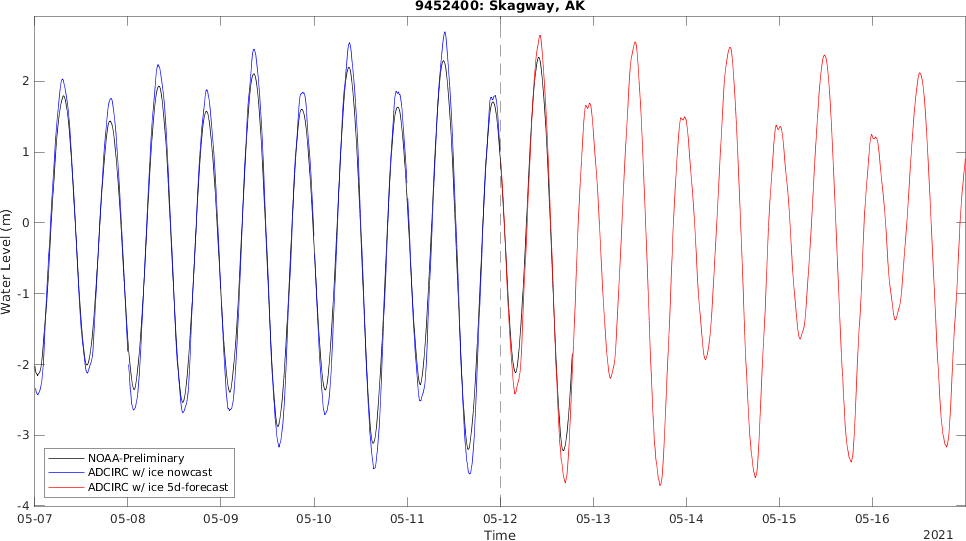 9452400: Skagway, AK
Water Level (m)
2
1
0
-1
-2
-3
-4
NOAA-Preliminary
ADCIRC w/ ice nowcast
ADCIRC w/ ice 5d-forecast
05-07 05-08 05-09 05-10 05-11 05-12 05-13 05-14 05-15 05-16
Time
2021